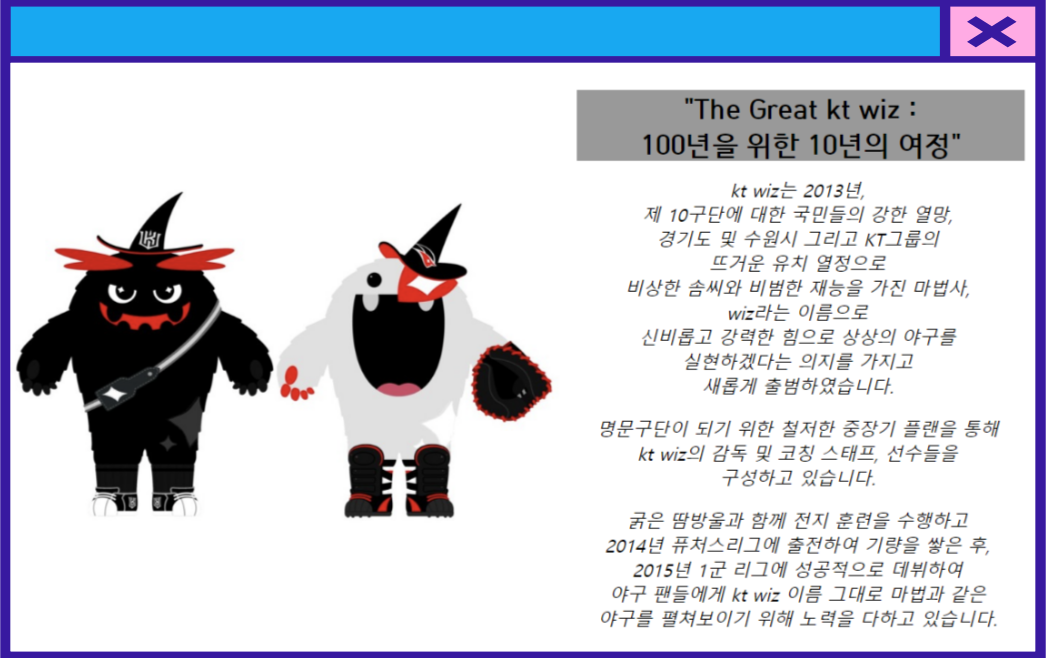 "The Great kt wiz :
100년을 위한 10년의 여정"
kt wiz는 2013년,
제 10구단에 대한 국민들의 강한 열망,
경기도 및 수원시 그리고 KT그룹의
뜨거운 유치 열정으로
비상한 솜씨와 비범한 재능을 가진 마법사,
wiz라는 이름으로
신비롭고 강력한 힘으로 상상의 야구를
실현하겠다는 의지를 가지고
새롭게 출범하였습니다.
명문구단이 되기 위한 철저한 중장기 플랜을 통해
kt wiz의 감독 및 코칭 스태프, 선수들을
구성하고 있습니다.
굵은 땀방울과 함께 전지 훈련을 수행하고
2014년 퓨처스리그에 출전하여 기량을 쌓은 후,
2015년 1군 리그에 성공적으로 데뷔하여
야구 팬들에게 kt wiz 이름 그대로 마법과 같은
야구를 펼쳐보이기 위해 노력을 다하고 있습니다.